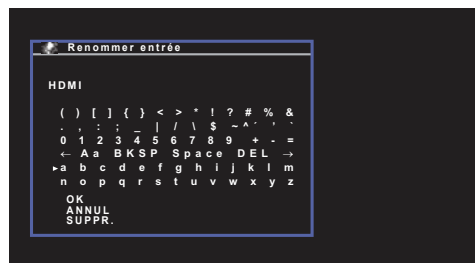 Renommer entrée
HDMI
( ) [ ] { } < > * ! ? # % &
. , : ; _ | / \ $ ~ ^ ´ ' `
0 1 2 3 4 5 6 7 8 9 + - =
← Aa BKSP Space DEL →
▸a b c d e f g h i j k l m
n o p q r s t u v w x y z
OK
ANNUL
SUPPR.